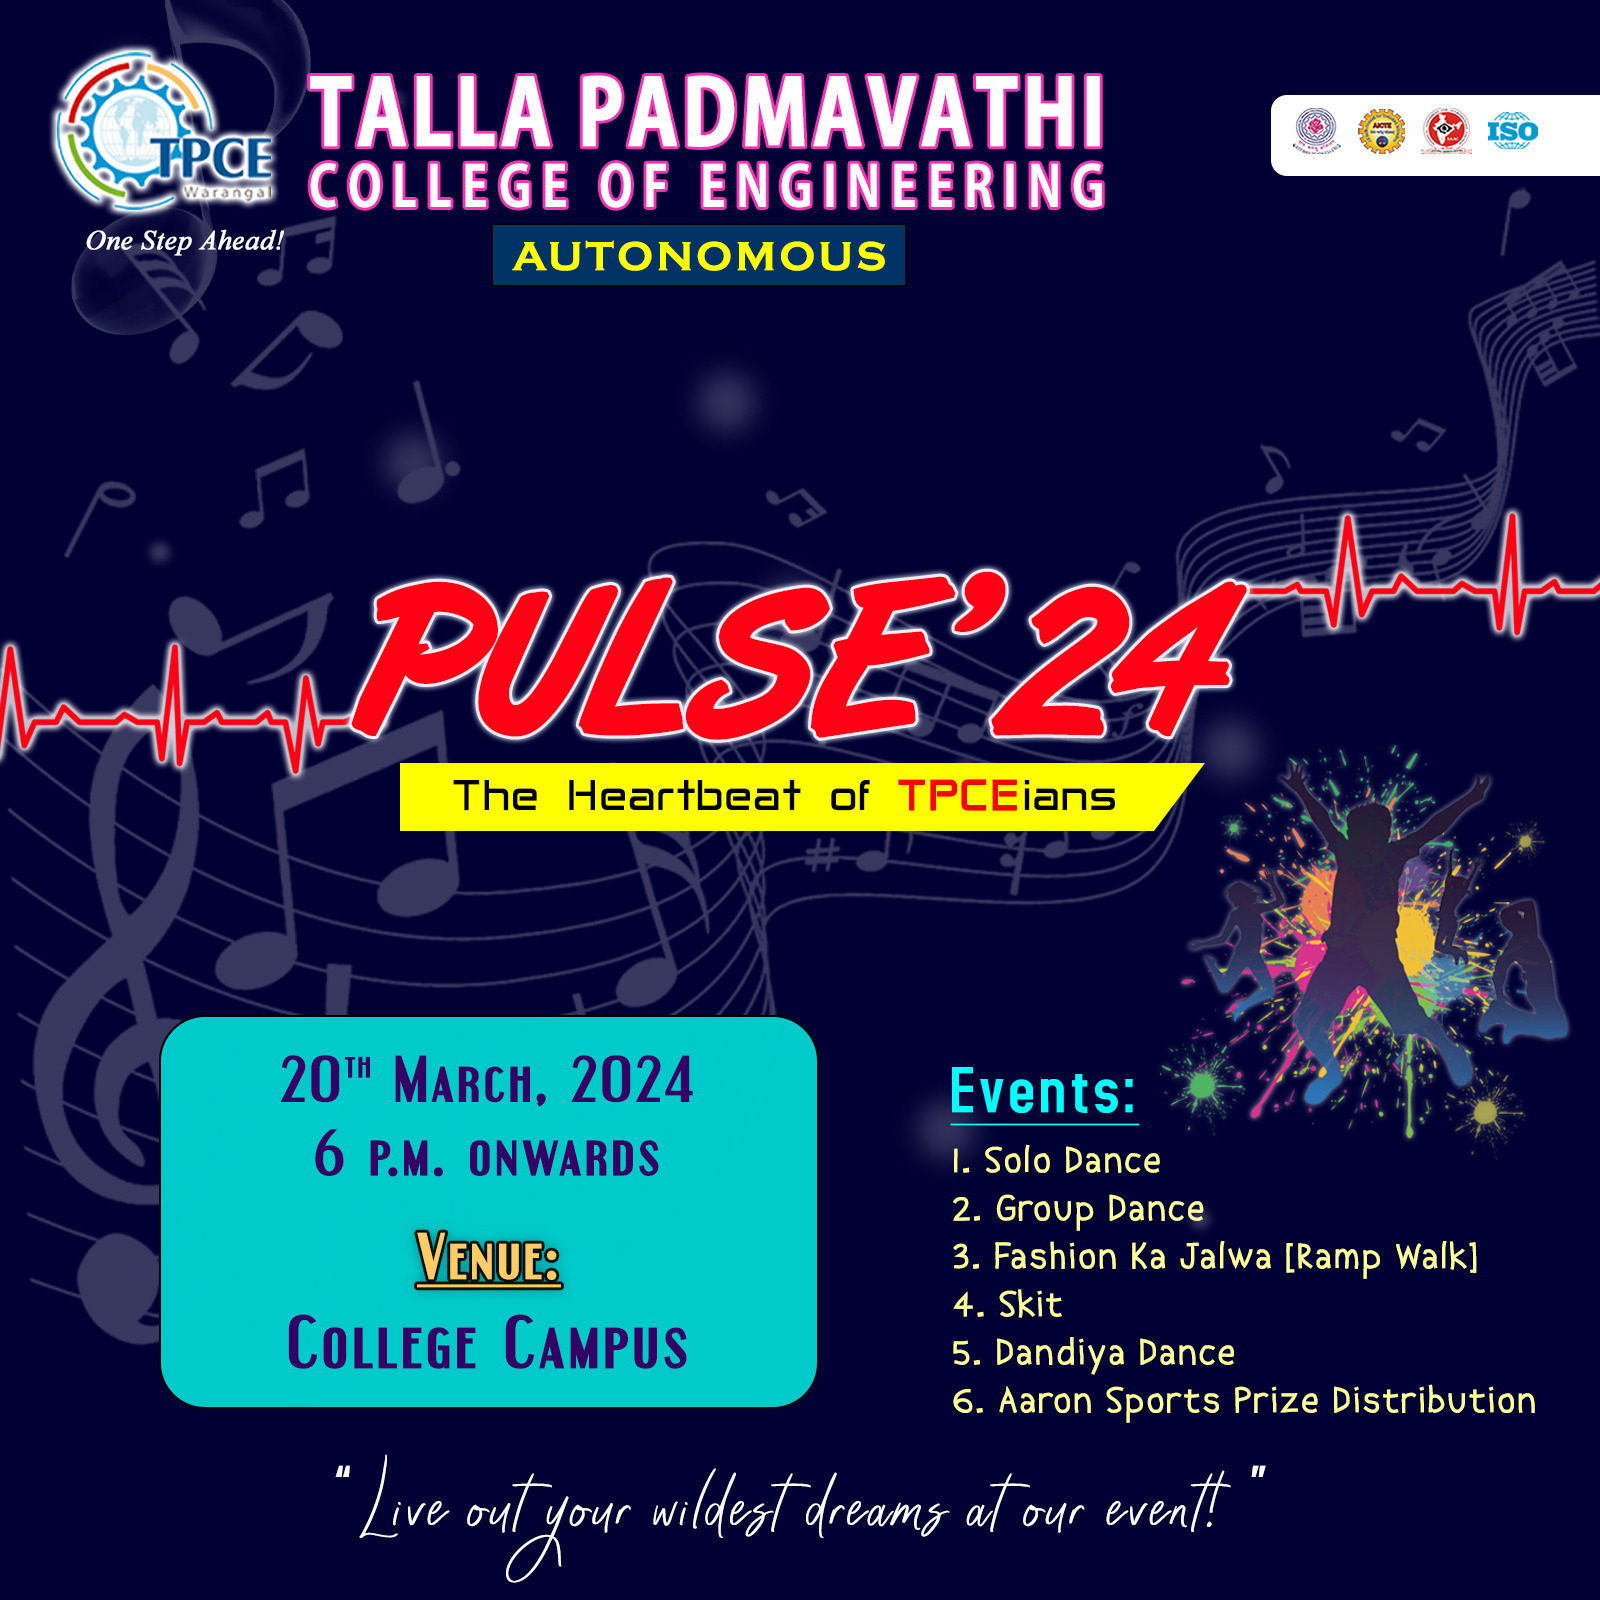 TPCE
Warangal
One Step Ahead!
TALLA PADMAVATHI
COLLEGE OF ENGINEERING
AUTONOMOUS
AICTE
ISO
PULSE'24
The Heartbeat of TPCEians
20TH March, 2024
6 p.m. onwards
Venue:
College Campus
Events:
1. Solo Dance
2. Group Dance
3. Fashion Ka Jalwa [Ramp Walk]
4. Skit
5. Dandiya Dance
6. Aaron Sports Prize Distribution
"Live out your wildest dreams at our event!"